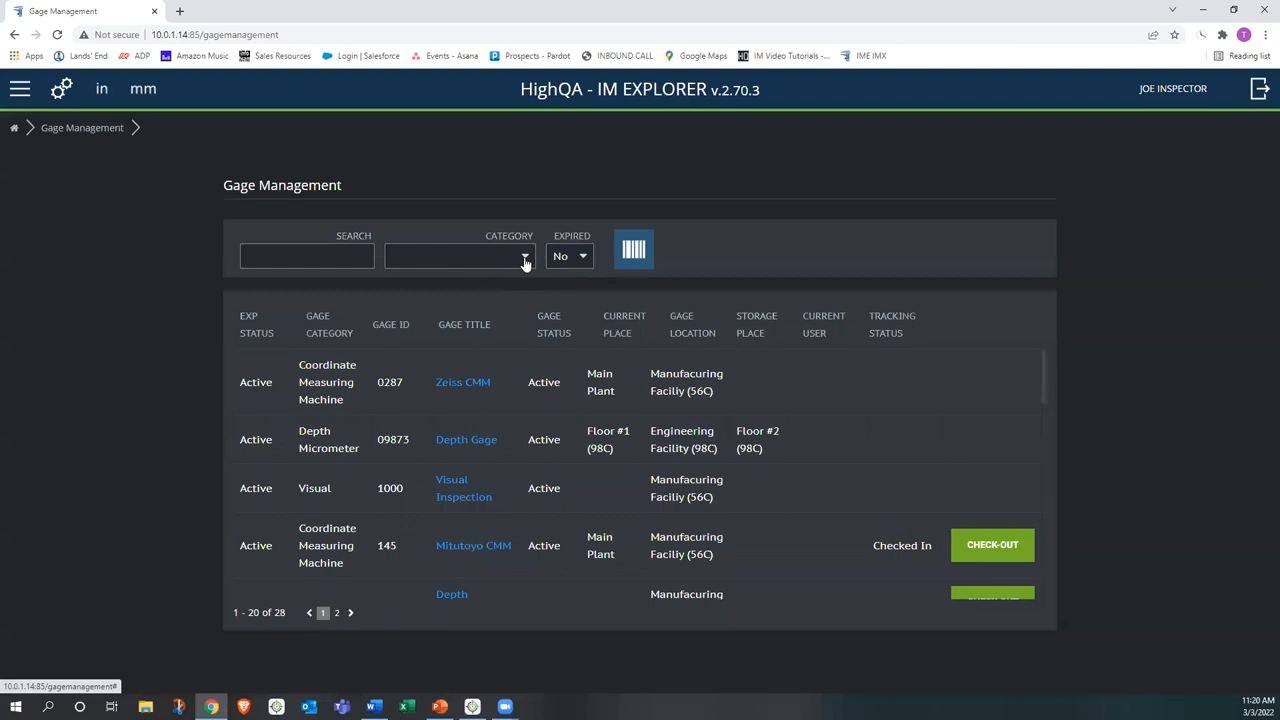 Gage Management
Not secure | 10.0.1.14:85/gagemanagement
T
Apps Lands' End ADP Amazon Music Sales Resources Login | Salesforce Events - Asana Prospects - Pardot INBOUND CALL Google Maps IM Video Tutorials -... IME IMX Reading list
in mm HighQA - IM EXPLORER v.2.70.3 JOE INSPECTOR
Gage Management
Gage Management
SEARCH CATEGORY EXPIRED
No
EXP STATUS GAGE CATEGORY GAGE ID GAGE TITLE GAGE STATUS CURRENT PLACE GAGE LOCATION STORAGE PLACE CURRENT USER TRACKING STATUS
Active Coordinate Measuring Machine 0287 Zeiss CMM Active Main Plant Manufacuring Faciliy (56C)
Active Depth Micrometer 09873 Depth Gage Active Floor #1 (98C) Engineering Facility (98C) Floor #2 (98C)
Active Visual 1000 Visual Inspection Active Manufacuring Faciliy (56C)
Active Coordinate Measuring Machine 145 Mitutoyo CMM Active Main Plant Manufacuring Faciliy (56C) Checked In CHECK-OUT
Depth Manufacuring
1 - 20 of 28 1 2
10.0.1.14:85/gagemanagement#
11:20 AM
3/3/2022